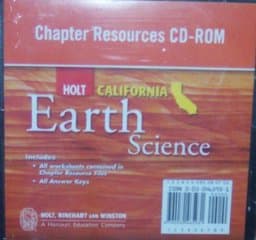 Chapter Resources CD-ROM
HOLT CALIFORNIA
Earth
Science
Includes
• All worksheets contained in
Chapter Resource Files
• All Answer Keys
HOLT, RINEHART AND WINSTON
A Harcourt Education Company